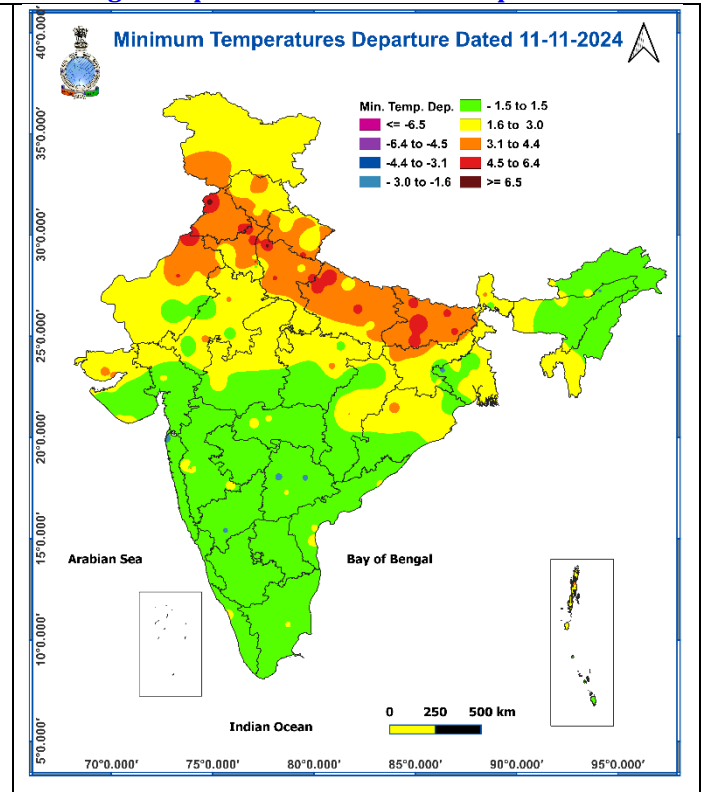 Minimum Temperatures Departure Dated 11-11-2024
Min. Temp. Dep.
<= -6.5
-6.4 to -4.5
-4.4 to -3.1
- 3.0 to -1.6
- 1.5 to 1.5
1.6 to 3.0
3.1 to 4.4
4.5 to 6.4
>= 6.5
40°0.000'
35°0.000'
30°0.000'
25°0.000'
20°0.000'
15°0.000'
10°0.000'
5°0.000'
Arabian Sea
Bay of Bengal
Indian Ocean
0 250 500 km
70°0.000' 75°0.000' 80°0.000' 85°0.000' 90°0.000' 95°0.000'